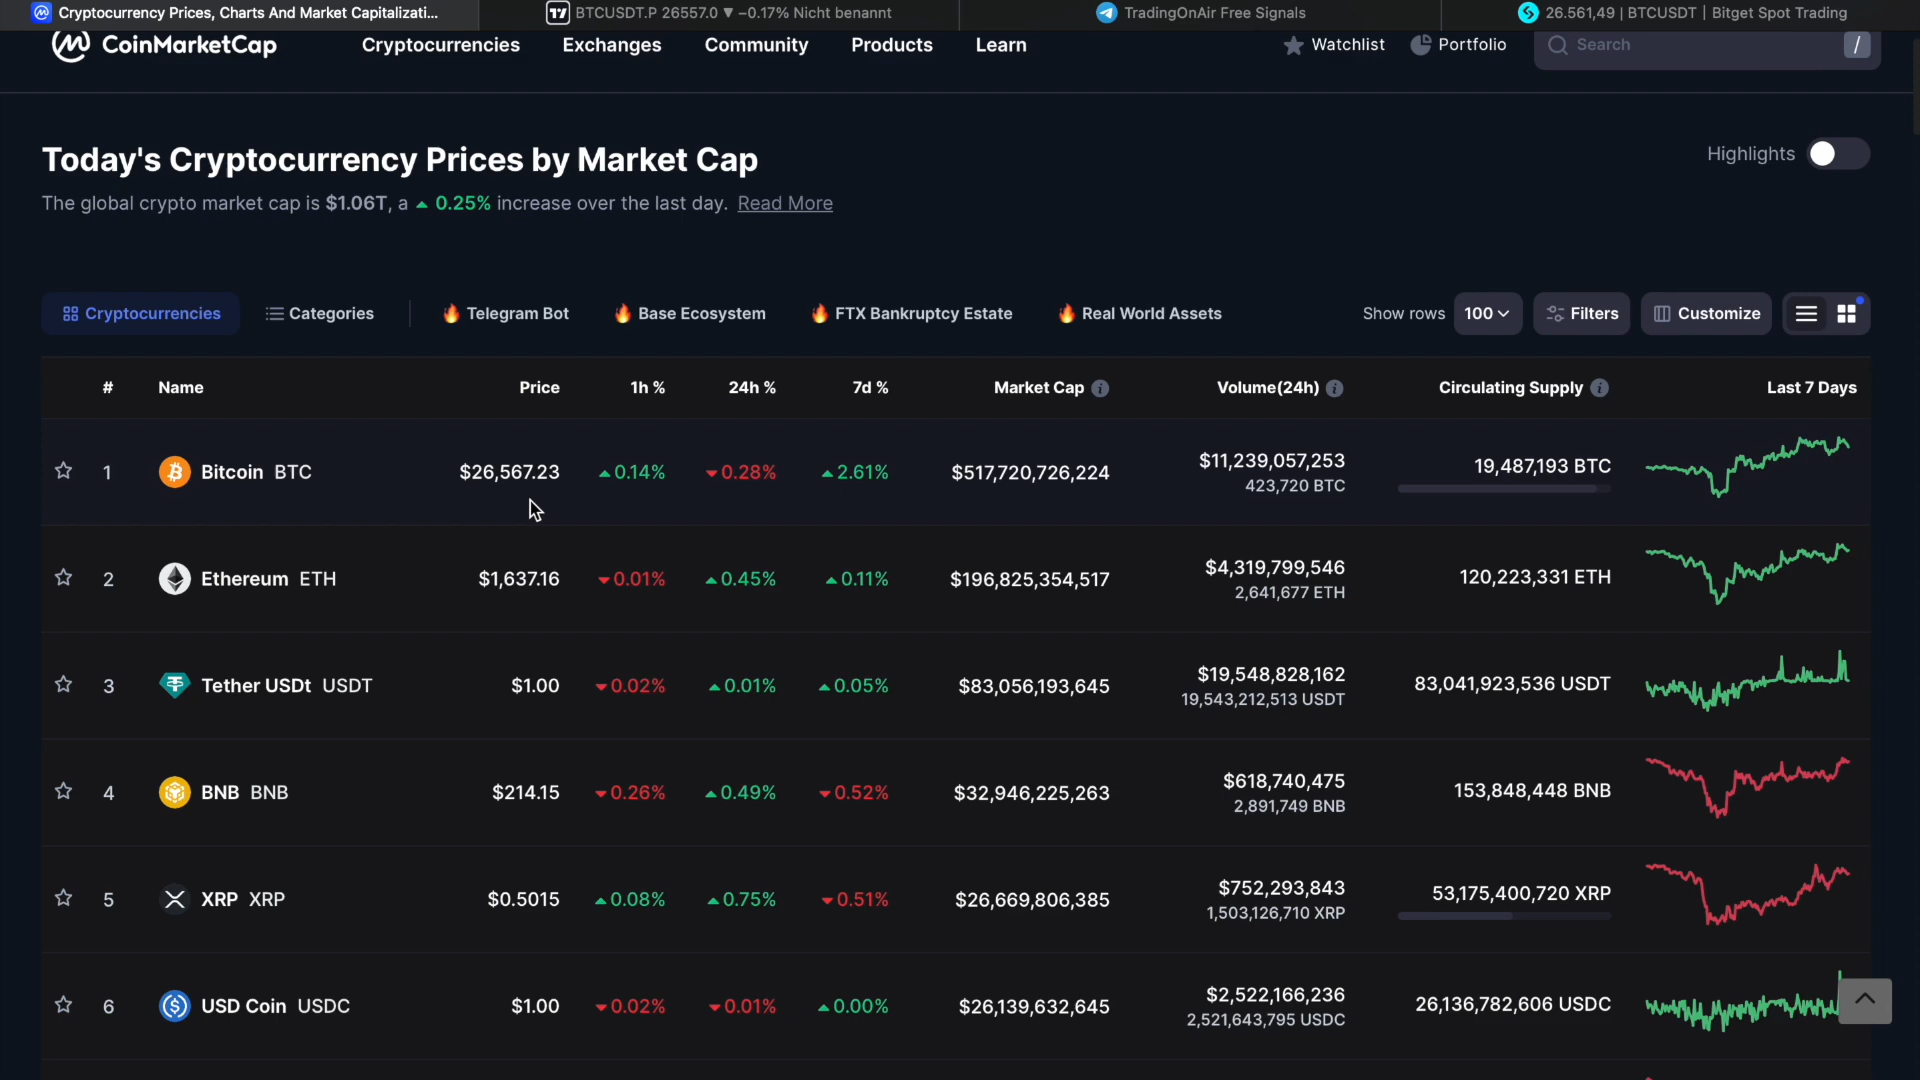 Cryptocurrency Prices, Charts And Market Capitalizati... BTCUSDT.P 26557.0 ▼ −0.17% Nicht benannt TradingOnAir Free Signals 26.561,49 | BTCUSDT | Bitget Spot Trading
CoinMarketCap Cryptocurrencies Exchanges Community Products Learn Watchlist Portfolio Search /
Today's Cryptocurrency Prices by Market Cap Highlights
The global crypto market cap is $1.06T, a ▲ 0.25% increase over the last day. Read More
Cryptocurrencies Categories Telegram Bot Base Ecosystem FTX Bankruptcy Estate Real World Assets Show rows 100 Filters Customize
# Name Price 1h % 24h % 7d % Market Cap Volume(24h) Circulating Supply Last 7 Days
1 Bitcoin BTC $26,567.23 ▲0.14% ▼0.28% ▲2.61% $517,720,726,224 $11,239,057,253 19,487,193 BTC
423,720 BTC
2 Ethereum ETH $1,637.16 ▼0.01% ▲0.45% ▲0.11% $196,825,354,517 $4,319,799,546 120,223,331 ETH
2,641,677 ETH
3 Tether USDt USDT $1.00 ▼0.02% ▲0.01% ▲0.05% $83,056,193,645 $19,548,828,162 83,041,923,536 USDT
19,543,212,513 USDT
4 BNB BNB $214.15 ▼0.26% ▲0.49% ▼0.52% $32,946,225,263 $618,740,475 153,848,448 BNB
2,891,749 BNB
5 XRP XRP $0.5015 ▲0.08% ▲0.75% ▼0.51% $26,669,806,385 $752,293,843 53,175,400,720 XRP
1,503,126,710 XRP
6 USD Coin USDC $1.00 ▼0.02% ▼0.01% ▲0.00% $26,139,632,645 $2,522,166,236 26,136,782,606 USDC
2,521,643,795 USDC